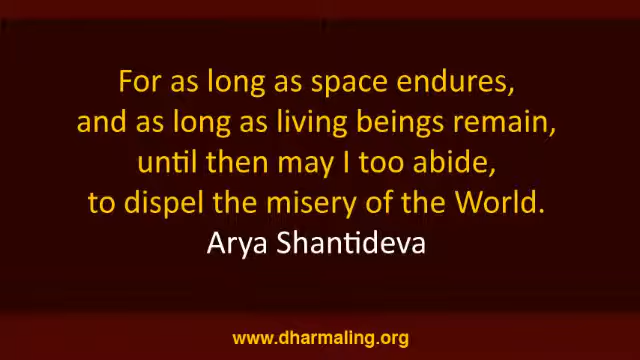 For as long as space endures,
and as long as living beings remain,
until then may I too abide,
to dispel the misery of the World.
Arya Shantideva
www.dharmaling.org